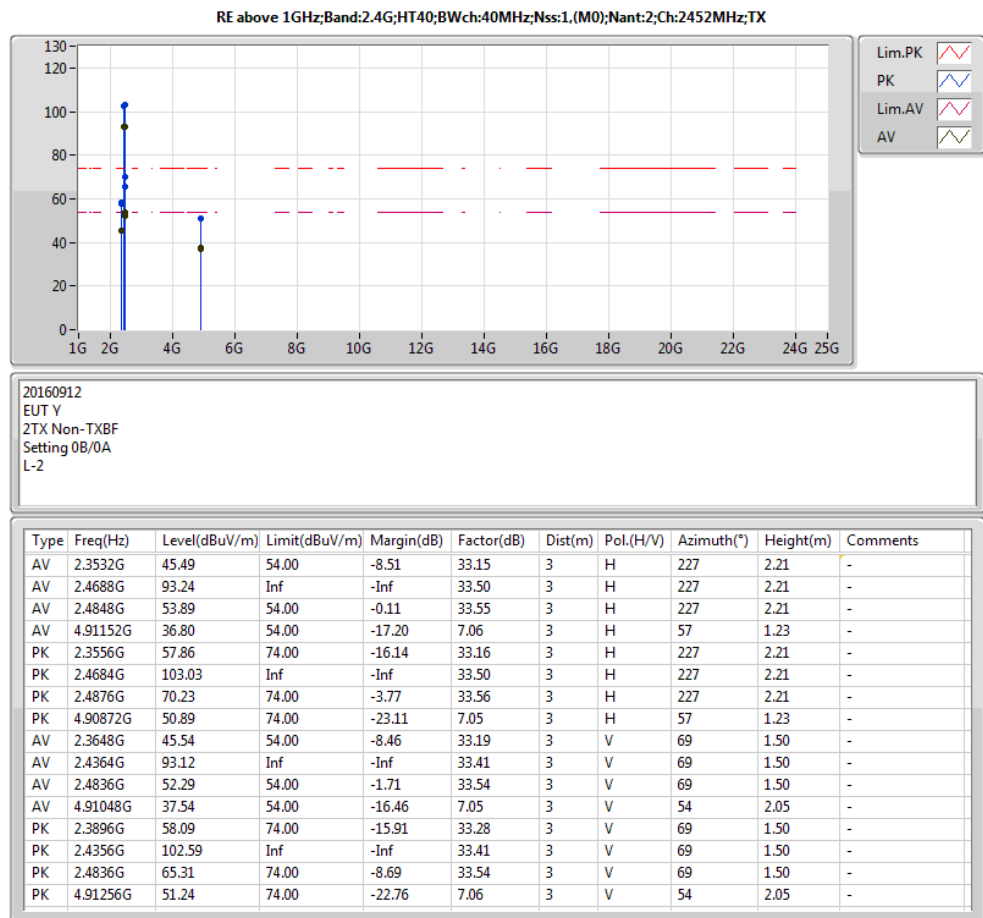 RE above 1GHz;Band:2.4G;HT40;BWch:40MHz;Nss:1,(M0);Nant:2;Ch:2452MHz;TX
130
120
100
80
60
40
20
0
1G 2G 4G 6G 8G 10G 12G 14G 16G 18G 20G 22G 24G 25G
Lim.PK
PK
Lim.AV
AV
20160912
EUT Y
2TX Non-TXBF
Setting 0B/0A
L-2
Type Freq(Hz) Level(dBuV/m) Limit(dBuV/m) Margin(dB) Factor(dB) Dist(m) Pol.(H/V) Azimuth(°) Height(m) Comments
AV 2.3532G 45.49 54.00 -8.51 33.15 3 H 227 2.21 -
AV 2.4688G 93.24 Inf -Inf 33.50 3 H 227 2.21 -
AV 2.4848G 53.89 54.00 -0.11 33.55 3 H 227 2.21 -
AV 4.91152G 36.80 54.00 -17.20 7.06 3 H 57 1.23 -
PK 2.3556G 57.86 74.00 -16.14 33.16 3 H 227 2.21 -
PK 2.4684G 103.03 Inf -Inf 33.50 3 H 227 2.21 -
PK 2.4876G 70.23 74.00 -3.77 33.56 3 H 227 2.21 -
PK 4.90872G 50.89 74.00 -23.11 7.05 3 H 57 1.23 -
AV 2.3648G 45.54 54.00 -8.46 33.19 3 V 69 1.50 -
AV 2.4364G 93.12 Inf -Inf 33.41 3 V 69 1.50 -
AV 2.4836G 52.29 54.00 -1.71 33.54 3 V 69 1.50 -
AV 4.91048G 37.54 54.00 -16.46 7.05 3 V 54 2.05 -
PK 2.3896G 58.09 74.00 -15.91 33.28 3 V 69 1.50 -
PK 2.4356G 102.59 Inf -Inf 33.41 3 V 69 1.50 -
PK 2.4836G 65.31 74.00 -8.69 33.54 3 V 69 1.50 -
PK 4.91256G 51.24 74.00 -22.76 7.06 3 V 54 2.05 -